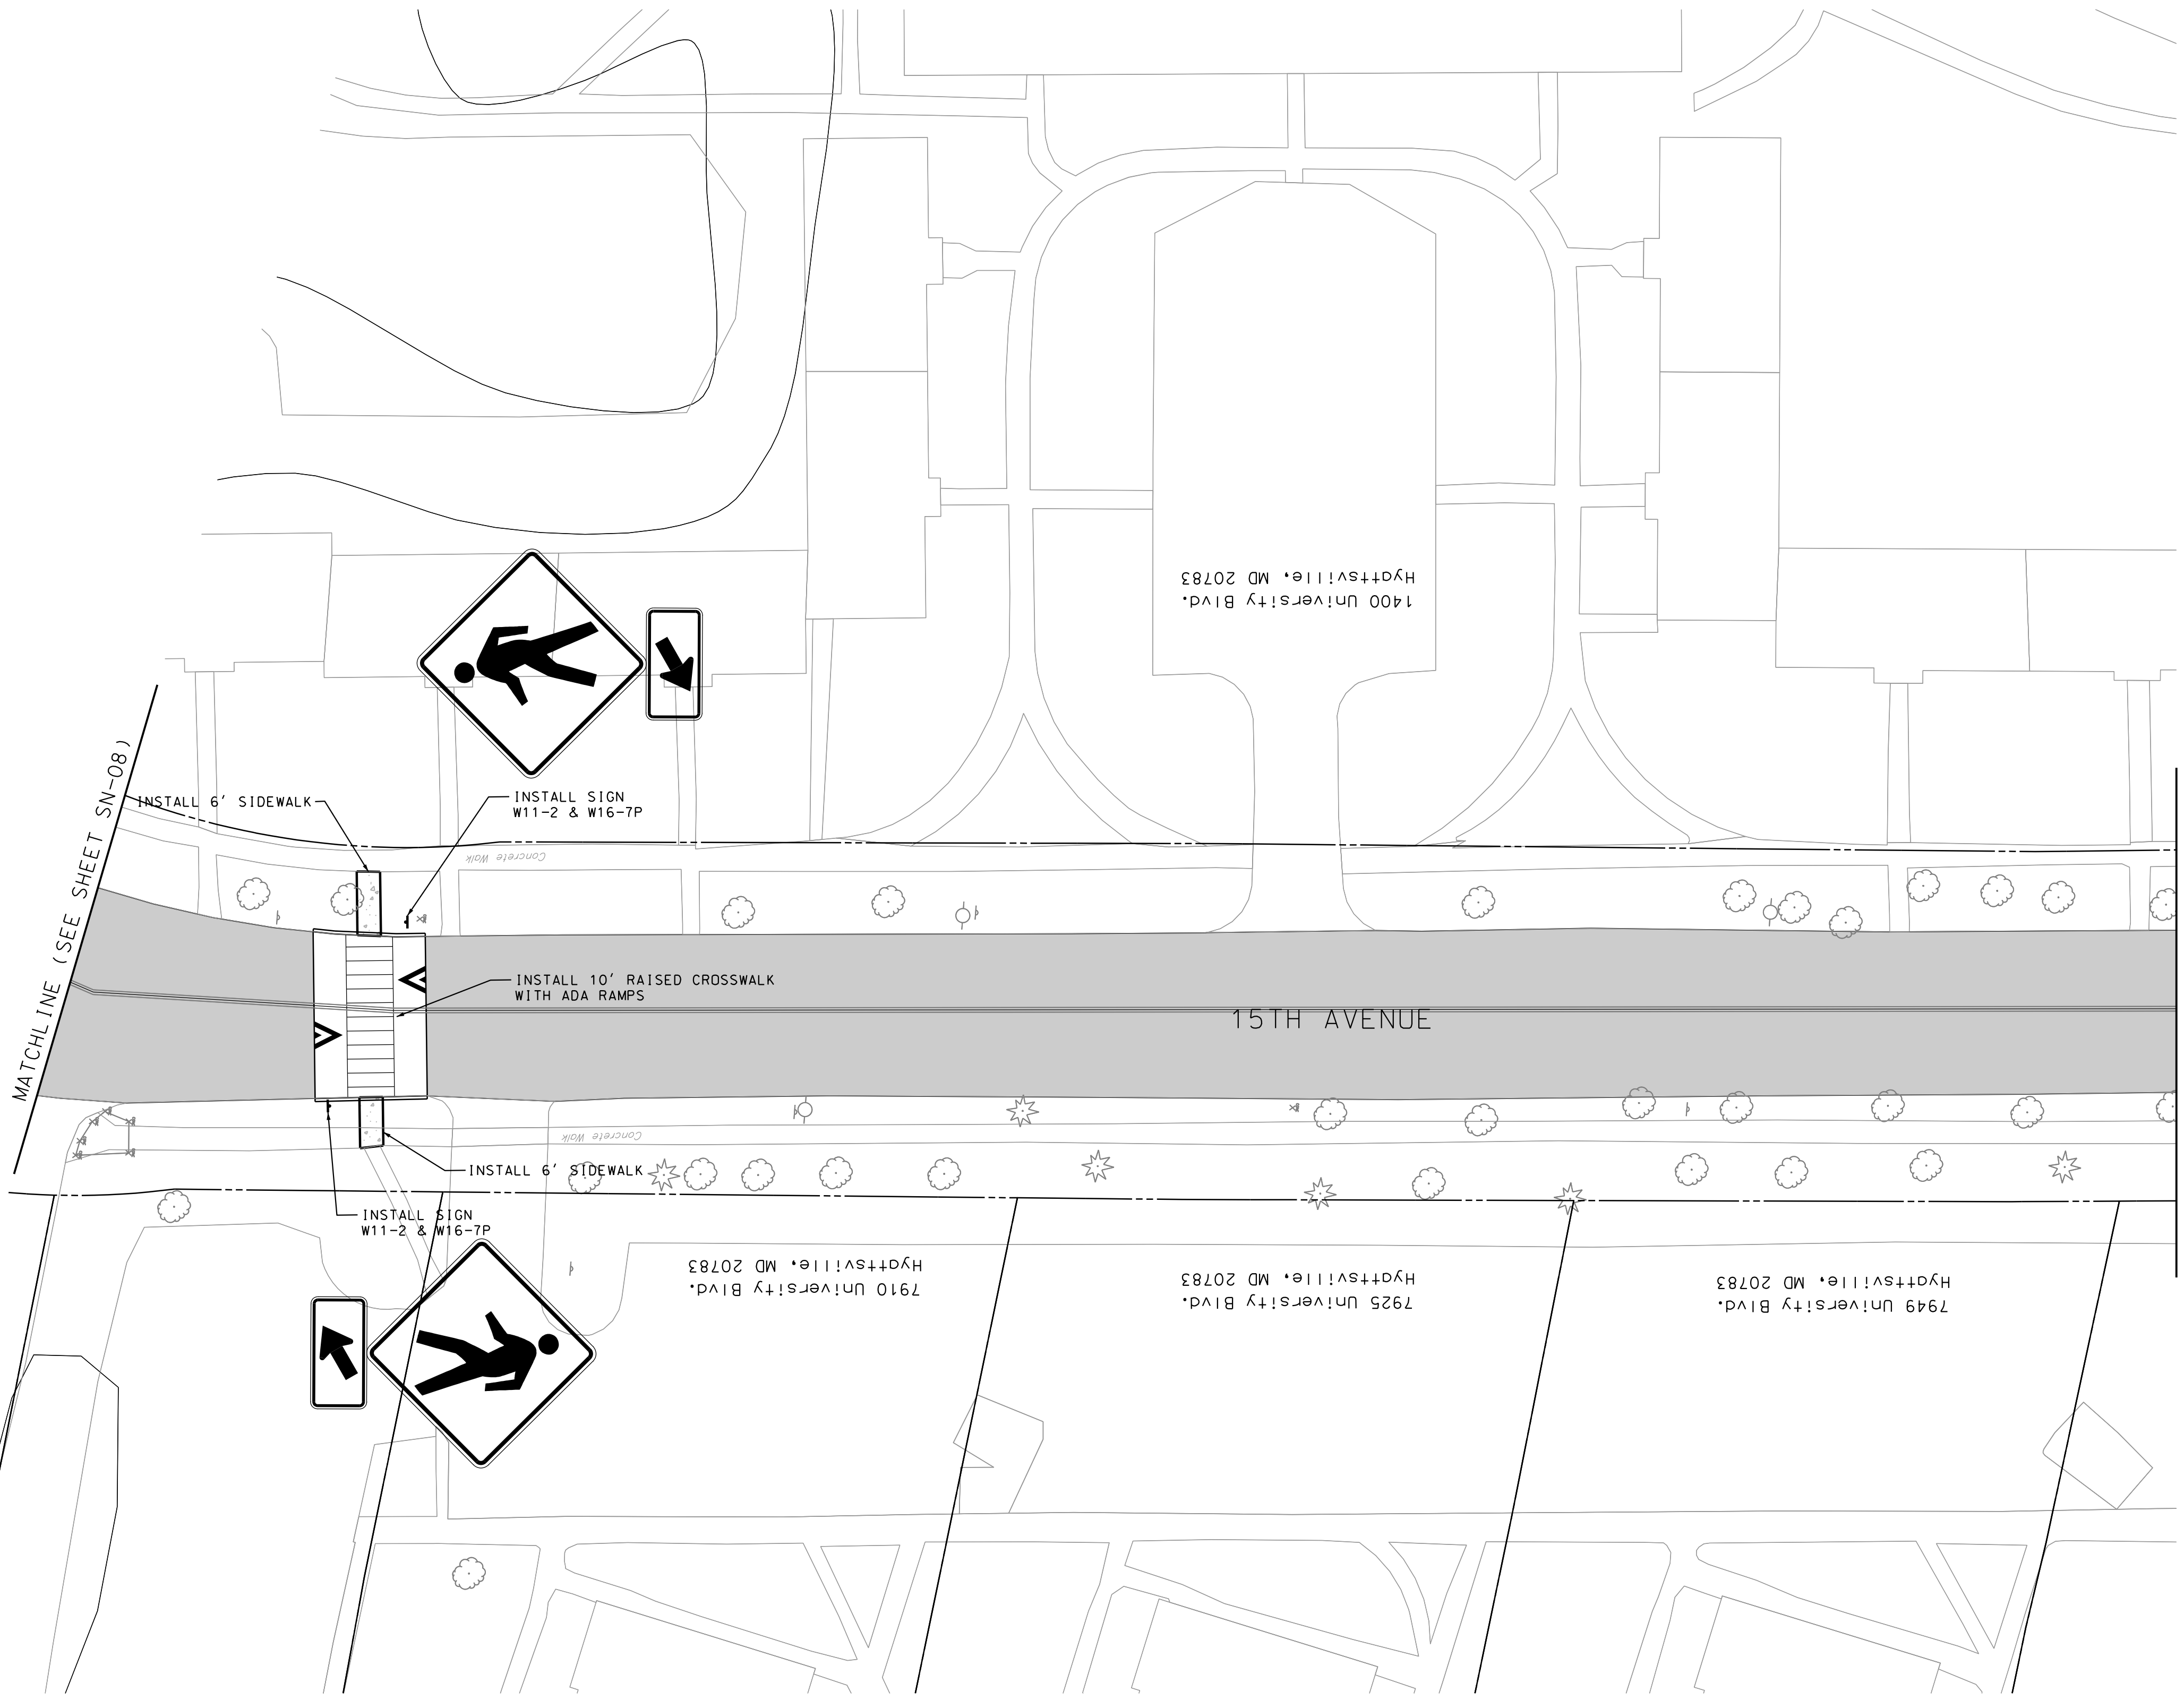 Hyattsville, MD 20783
1400 University Blvd.
MATCHLINE (SEE SHEET SN-08)
INSTALL 6' SIDEWALK
INSTALL SIGN
W11-2 & W16-7P
Concrete Walk
INSTALL 10' RAISED CROSSWALK
WITH ADA RAMPS
15TH AVENUE
Concrete Walk
INSTALL 6' SIDEWALK
INSTALL SIGN
W11-2 & W16-7P
7910 University Blvd.
Hyattsville, MD 20783
7925 University Blvd.
Hyattsville, MD 20783
7949 University Blvd.
Hyattsville, MD 20783